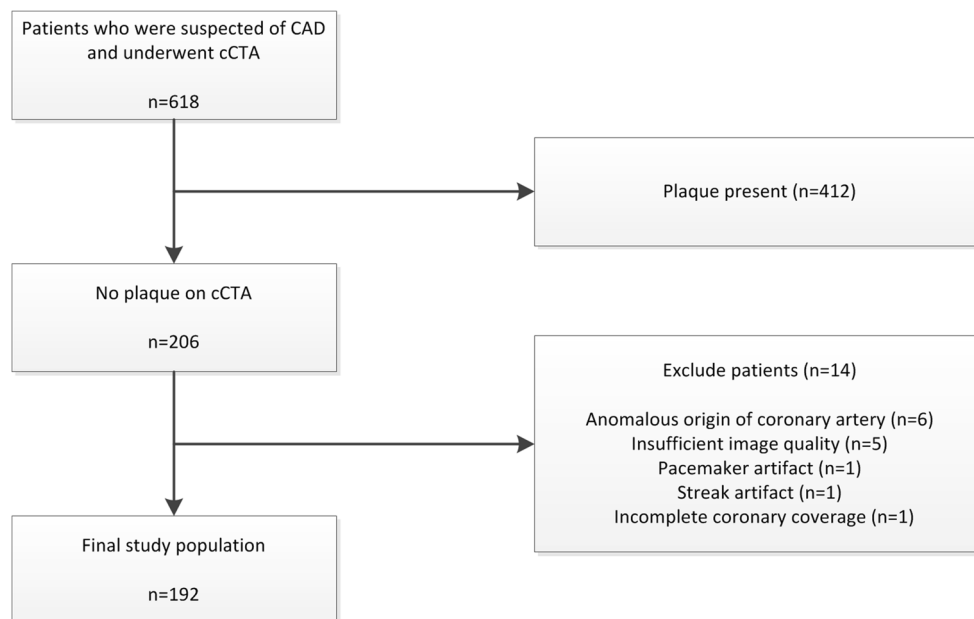 Patients who were suspected of CAD
and underwent cCTA
n=618
Plaque present (n=412)
No plaque on cCTA
n=206
Exclude patients (n=14)
Anomalous origin of coronary artery (n=6)
Insufficient image quality (n=5)
Pacemaker artifact (n=1)
Streak artifact (n=1)
Incomplete coronary coverage (n=1)
Final study population
n=192